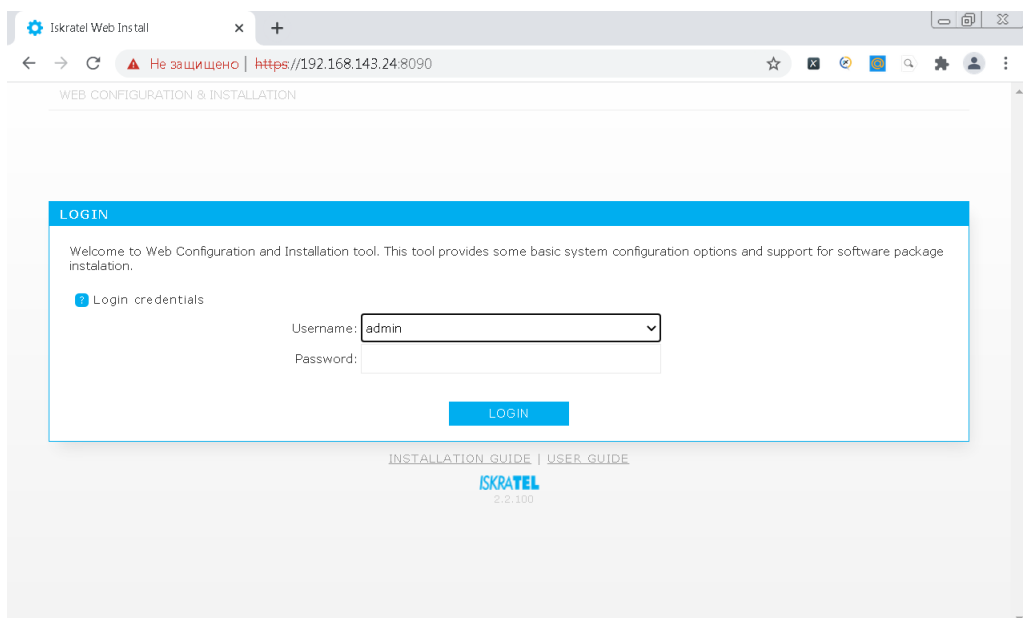 Iskratel Web Install
Не защищено | https://192.168.143.24:8090
WEB CONFIGURATION & INSTALLATION
LOGIN
Welcome to Web Configuration and Installation tool. This tool provides some basic system configuration options and support for software package
instalation.
? Login credentials
Username: admin
Password:
LOGIN
INSTALLATION GUIDE | USER GUIDE
ISKRATEL
2.2.100